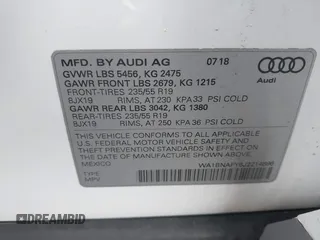 MFD. BY AUDI AG 07 18
GVWR LBS 5456, KG 2475
GAWR FRONT LBS 2679, KG 1215
FRONT-TIRES 235/55 R19
8JX19 RIMS, AT 230 KPA 33 PSI COLD
GAWR REAR LBS 3042, KG 1380
REAR-TIRES 235/55 R19
8JX19 RIMS, AT 250 KPA 36 PSI COLD
THIS VEHICLE CONFORMS TO ALL APPLICABLE
U.S. FEDERAL MOTOR VEHICLE SAFETY,
BUMPER, AND THEFT PREVENTION STANDARDS
IN EFFECT ON THE DATE OF MANUFACTURE
SHOWN ABOVE.
MEXICO
TYPE:
Audi
BIDAMBID